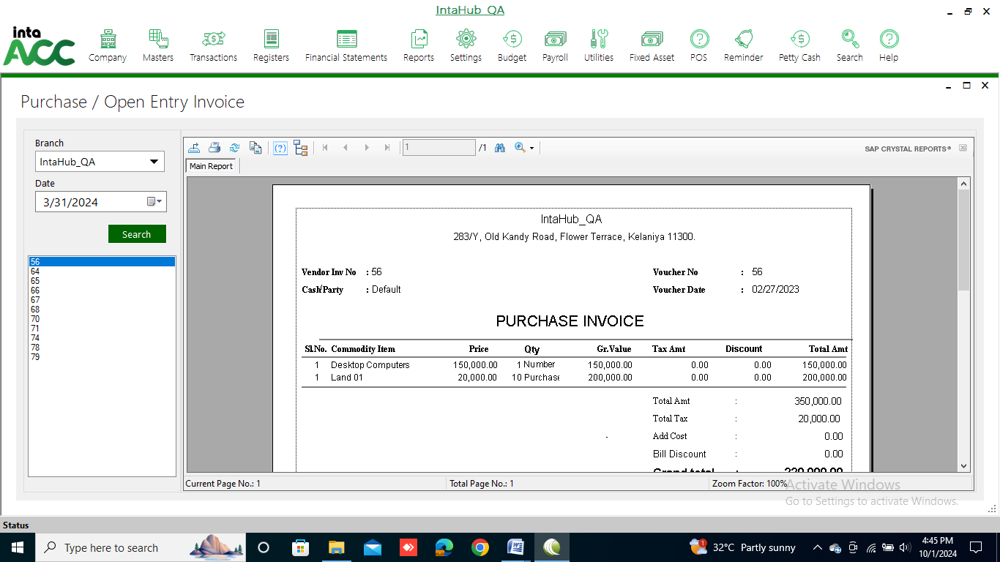 IntaHub_QA
inta
ACC
Company Masters Transactions Registers Financial Statements Reports Settings Budget Payroll Utilities Fixed Asset POS Reminder Petty Cash Search Help
Purchase / Open Entry Invoice
Branch
IntaHub_QA
Date
3/31/2024
Search
56
64
65
66
67
68
70
71
74
78
79
1 /1
SAP CRYSTAL REPORTS®
Main Report
IntaHub_QA
283/Y, Old Kandy Road, Flower Terrace, Kelaniya 11300.
Vendor Inv No : 56 Voucher No : 56
Cash/Party : Default Voucher Date : 02/27/2023
PURCHASE INVOICE
Sl.No. Commodity Item Price Qty Gr.Value Tax Amt Discount Total Amt
1 Desktop Computers 150,000.00 1 Number 150,000.00 0.00 0.00 150,000.00
1 Land 01 20,000.00 10 Purchase 200,000.00 0.00 0.00 200,000.00
Total Amt : 350,000.00
Total Tax : 20,000.00
Add Cost : 0.00
Bill Discount : 0.00
Grand total :
Current Page No.: 1 Total Page No.: 1 Zoom Factor: 100%
Activate Windows
Go to Settings to activate Windows.
Status
Type here to search
1
32°C Partly sunny
4:45 PM
10/1/2024